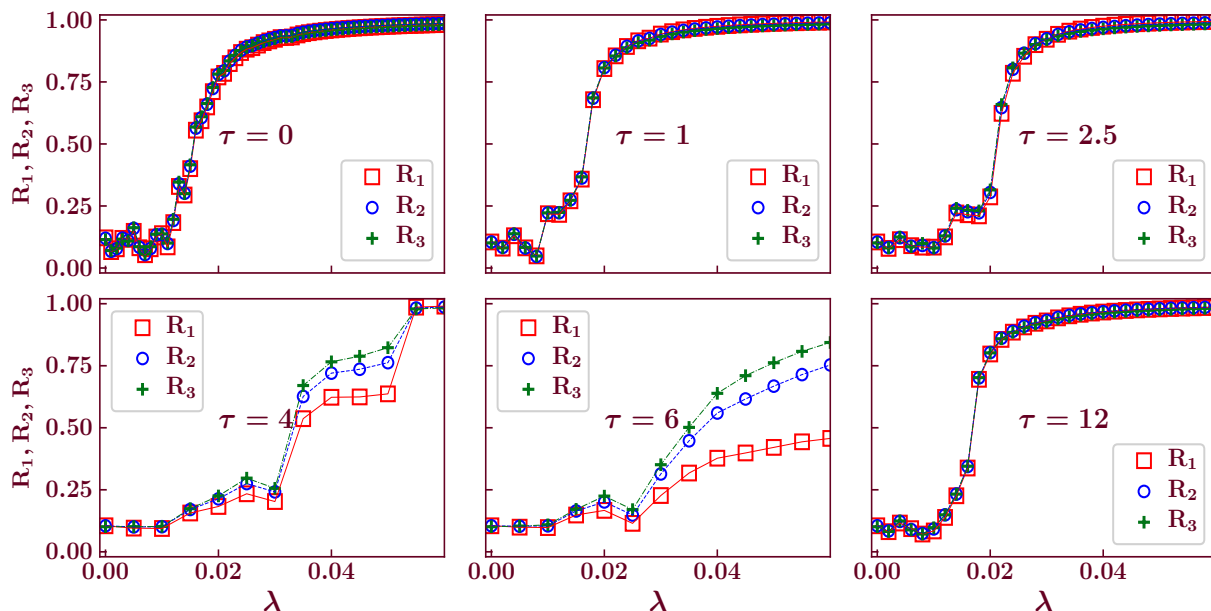 R₁, R₂, R₃
1.00
0.75
0.50
0.25
0.00
τ = 0
R₁
R₂
R₃
τ = 1
R₁
R₂
R₃
τ = 2.5
R₁
R₂
R₃
R₁, R₂, R₃
1.00
0.75
0.50
0.25
0.00
R₁
R₂
R₃
τ = 4
0.00
0.02
0.04
λ
R₁
R₂
R₃
τ = 6
0.00
0.02
0.04
λ
τ = 12
R₁
R₂
R₃
0.00
0.02
0.04
λ